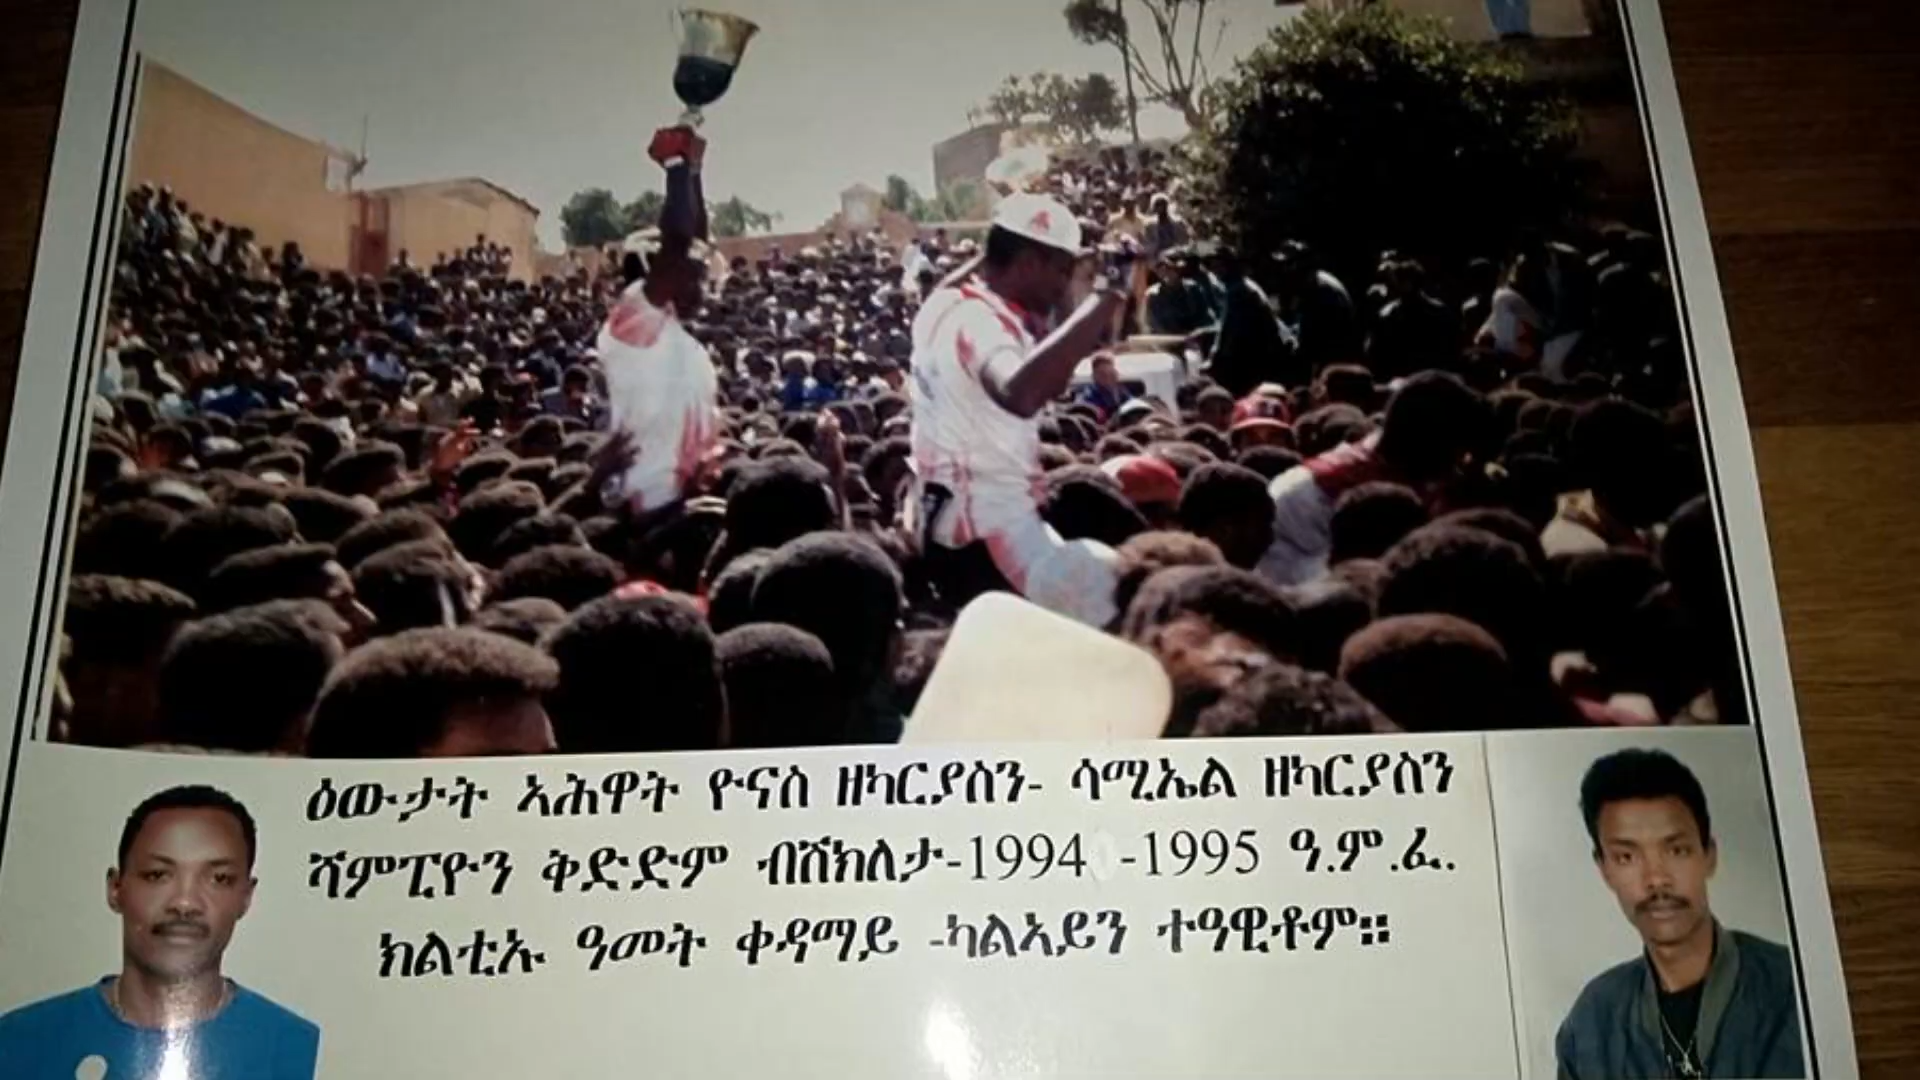 ዕውታት ኣሕዋት ዮናስ ዘካርያስን- ሳሚኤል ዘካርያስን
ሻምፒዮን ቅድድም ብሽክለታ-1994 -1995 ዓ.ም.ፈ.
ክልቲኡ ዓመት ቀዳማይ -ካልኣይን ተዓዊቶም።